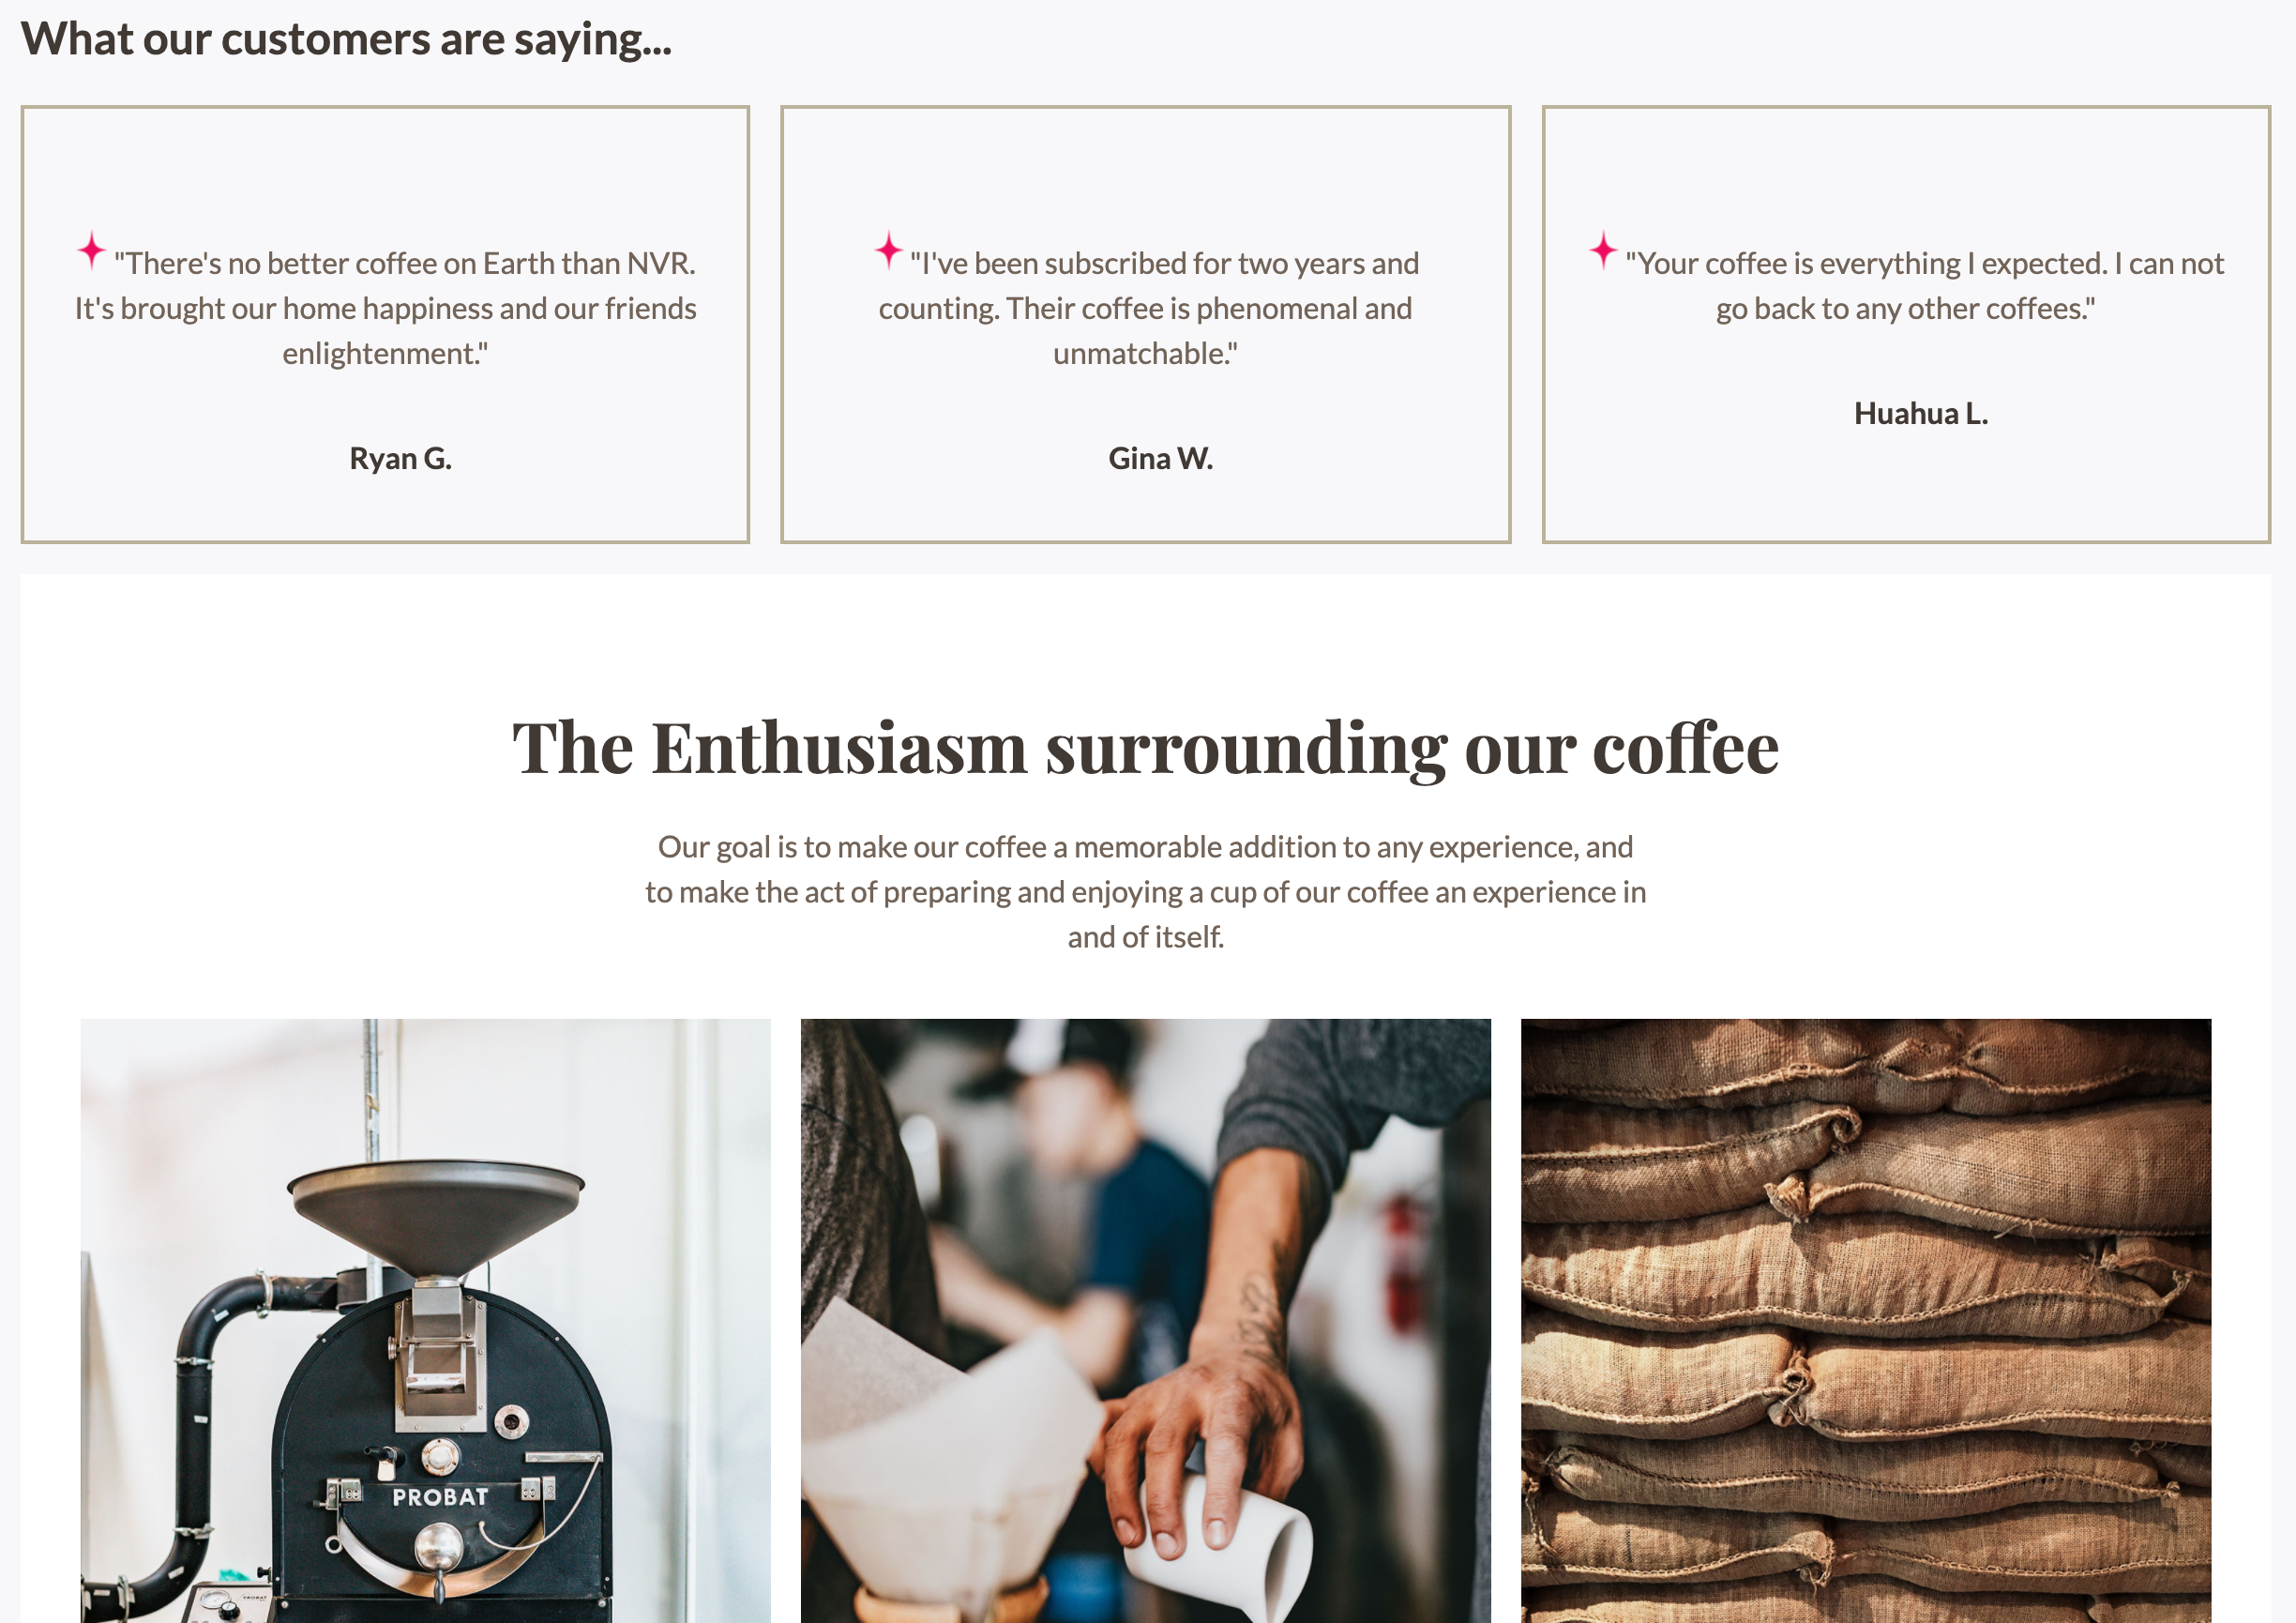 What our customers are saying...
"There's no better coffee on Earth than NVR.
It's brought our home happiness and our friends
enlightenment."
Ryan G.
"I've been subscribed for two years and
counting. Their coffee is phenomenal and
unmatchable."
Gina W.
"Your coffee is everything I expected. I can not
go back to any other coffees."
Huahua L.
The Enthusiasm surrounding our coffee
Our goal is to make our coffee a memorable addition to any experience, and
to make the act of preparing and enjoying a cup of our coffee an experience in
and of itself.
PROBAT
PROBAT